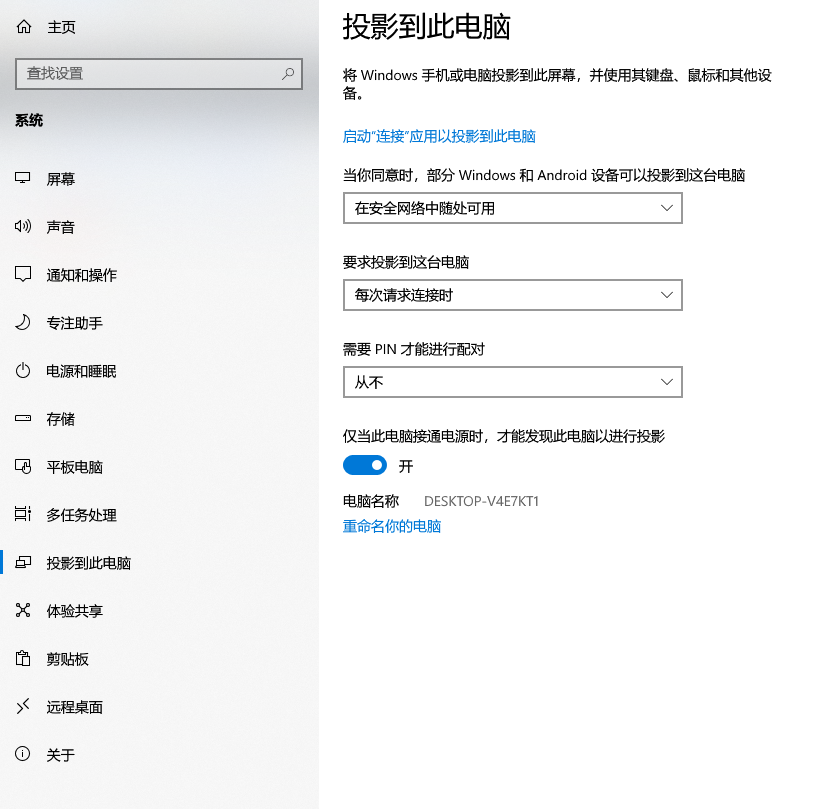 主页
查找设置
系统
屏幕
声音
通知和操作
专注助手
电源和睡眠
存储
平板电脑
多任务处理
投影到此电脑
体验共享
剪贴板
远程桌面
关于
投影到此电脑
将 Windows 手机或电脑投影到此屏幕，并使用其键盘、鼠标和其他设
备。
启动“连接”应用以投影到此电脑
当你同意时，部分 Windows 和 Android 设备可以投影到这台电脑
在安全网络中随处可用
要求投影到这台电脑
每次请求连接时
需要 PIN 才能进行配对
从不
仅当此电脑接通电源时，才能发现此电脑以进行投影
开
电脑名称 DESKTOP-V4E7KT1
重命名你的电脑